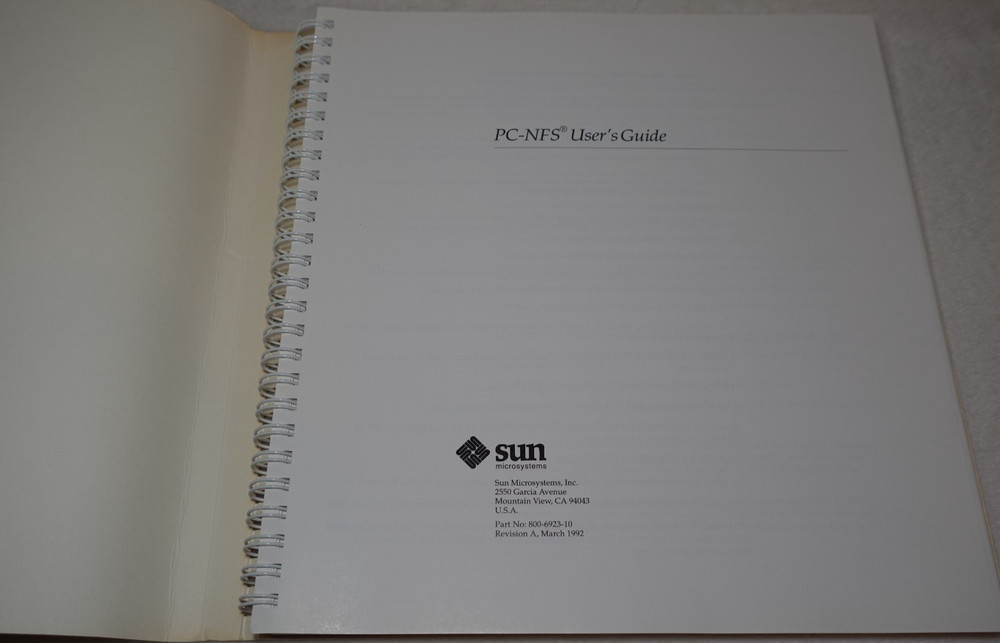 PC-NFS® User's Guide
sun
microsystems
Sun Microsystems, Inc.
2550 Garcia Avenue
Mountain View, CA 94043
U.S.A.
Part No: 800-6923-10
Revision A, March 1992